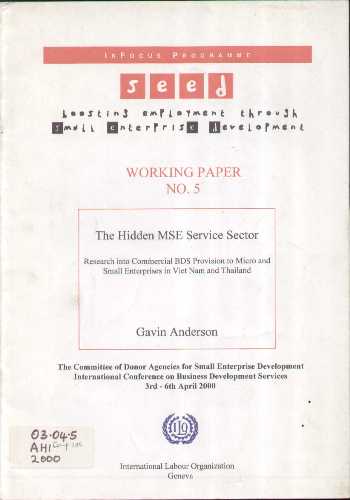 INFOCUS PROGRAMME
seed
boosting employment through
small enterprise development
WORKING PAPER
NO. 5
The Hidden MSE Service Sector
Research into Commercial BDS Provision to Micro and
Small Enterprises in Viet Nam and Thailand
Gavin Anderson
The Committee of Donor Agencies for Small Enterprise Development
International Conference on Business Development Services
3rd - 6th April 2000
03.04.5
AHI
2000
ILO
International Labour Organization
Geneva